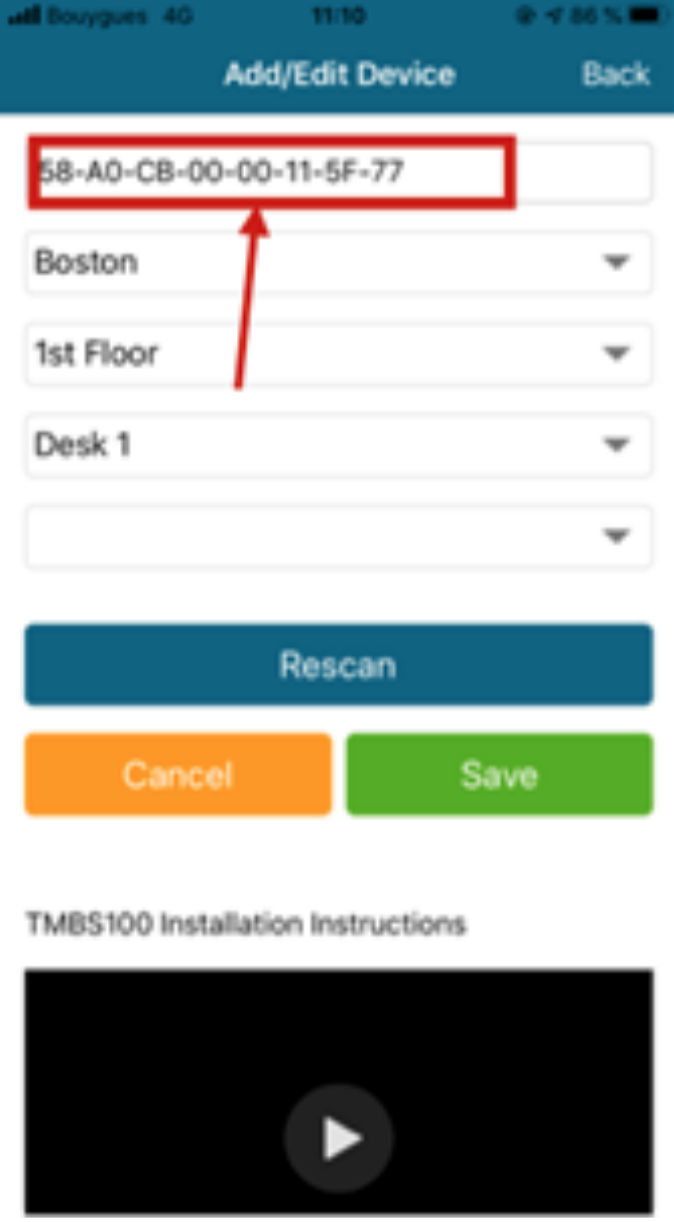 Bouygues 4G 11:10 86 %
Add/Edit Device Back
58-A0-CB-00-00-11-5F-77
Boston
1st Floor
Desk 1
Rescan
Cancel Save
TMBS100 Installation Instructions